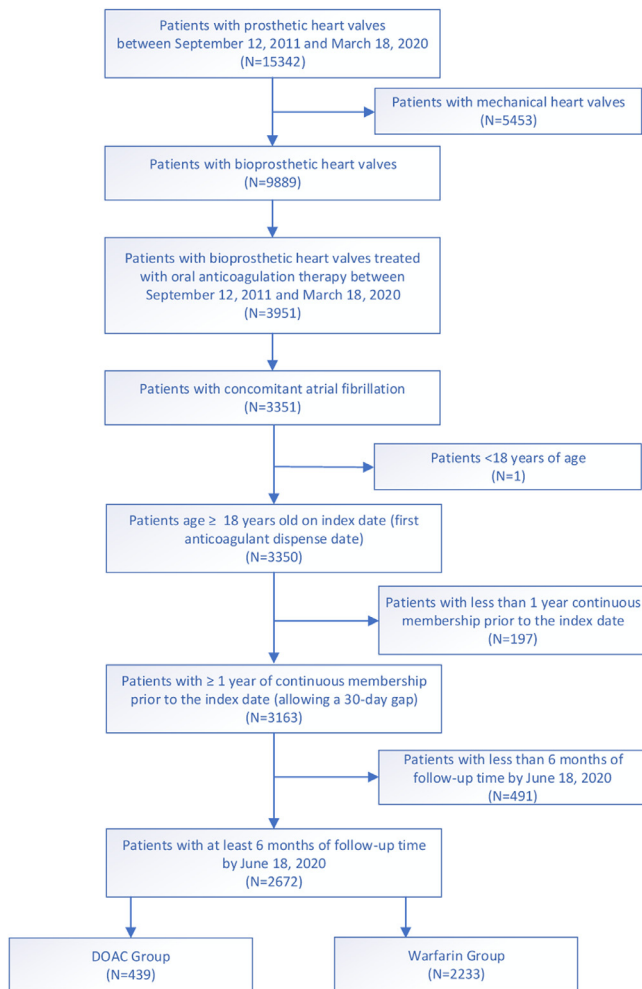 Patients with prosthetic heart valves
between September 12, 2011 and March 18, 2020
(N=15342)
Patients with mechanical heart valves
(N=5453)
Patients with bioprosthetic heart valves
(N=9889)
Patients with bioprosthetic heart valves treated
with oral anticoagulation therapy between
September 12, 2011 and March 18, 2020
(N=3951)
Patients with concomitant atrial fibrillation
(N=3351)
Patients <18 years of age
(N=1)
Patients age ≥ 18 years old on index date (first
anticoagulant dispense date)
(N=3350)
Patients with less than 1 year continuous
membership prior to the index date
(N=197)
Patients with ≥ 1 year of continuous membership
prior to the index date (allowing a 30-day gap)
(N=3163)
Patients with less than 6 months of
follow-up time by June 18, 2020
(N=491)
Patients with at least 6 months of follow-up time
by June 18, 2020
(N=2672)
DOAC Group
(N=439)
Warfarin Group
(N=2233)